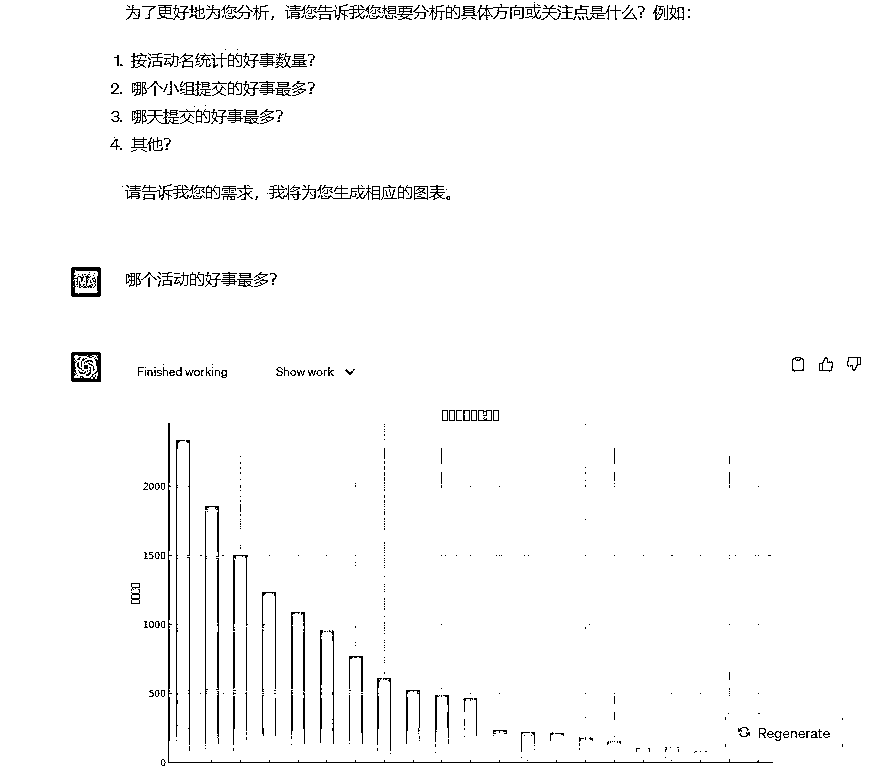 为了更好地为您分析，请您告诉我您想要分析的具体方向或关注点是什么？例如：
1. 按活动名统计的好事数量？
2. 哪个小组提交的好事最多？
3. 哪天提交的好事最多？
4. 其他？
请告诉我您的需求，我将为您生成相应的图表。
哪个活动的好事最多？
Finished working Show work
2000
1500
1000
500
0
Regenerate